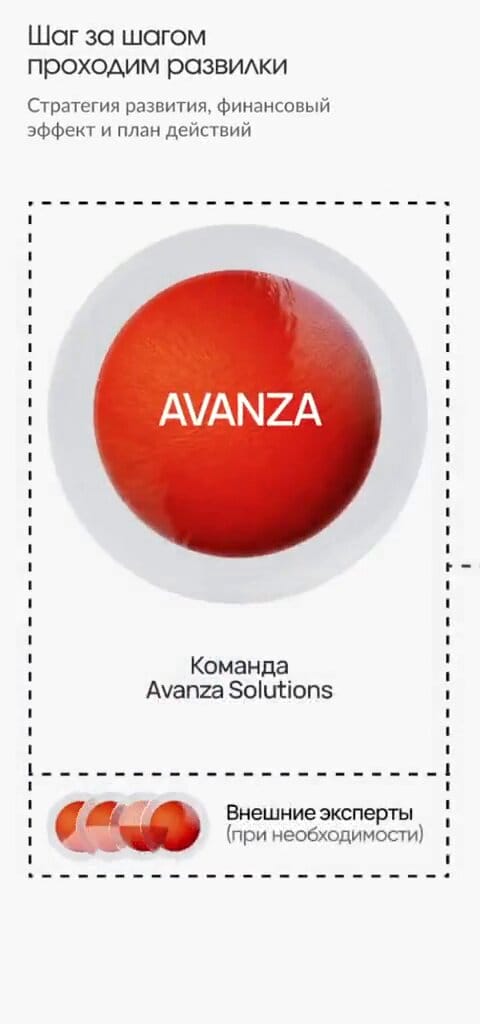 Шаг за шагом
проходим развилки
Стратегия развития, финансовый
эффект и план действий
AVANZA
Команда
Avanza Solutions
Внешние эксперты
(при необходимости)